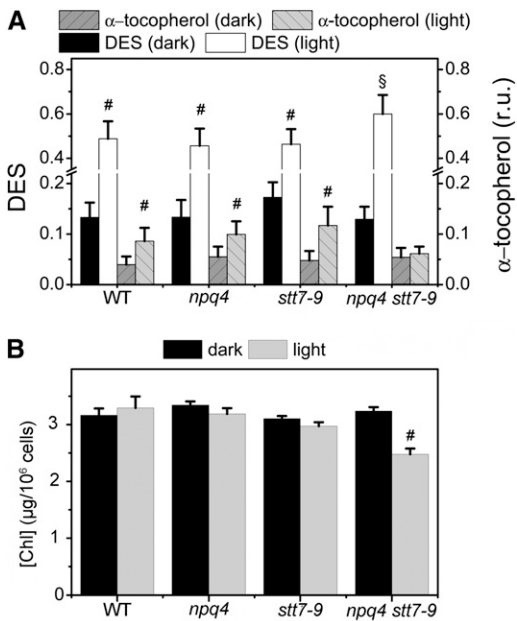 A
α–tocopherol (dark) α-tocopherol (light)
DES (dark) DES (light)
0.8 0.8
0.6 0.6
0.4 0.4
0.2 0.2
0.1 0.1
0.0 0.0
DES
α–tocopherol (r.u.)
# # # §
# # #
WT npq4 stt7-9 npq4 stt7-9
B
dark light
[Chl] (µg/10⁶ cells)
3
2
1
0
#
WT npq4 stt7-9 npq4 stt7-9